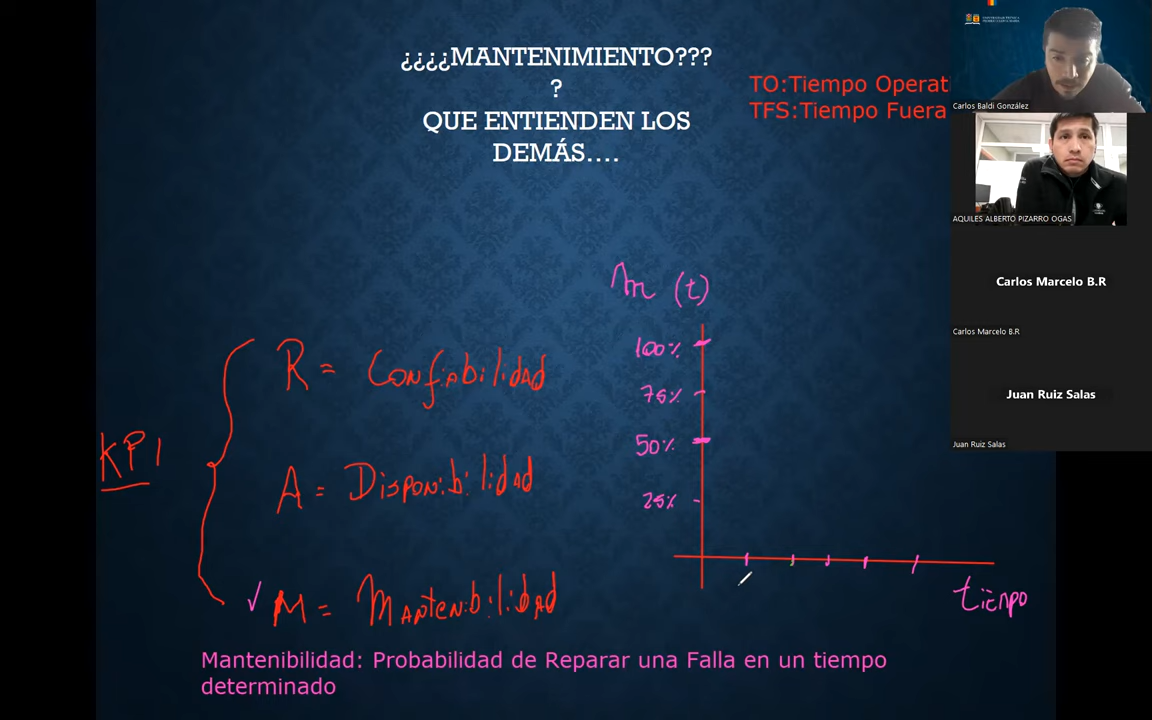 ¿¿¿¿MANTENIMIENTO???
?
QUE ENTIENDEN LOS
DEMÁS….
TO:Tiempo Operat
TFS:Tiempo Fuera
Carlos Baldi González
AQUILES ALBERTO PIZARRO OGAS
Carlos Marcelo B.R
Carlos Marcelo B.R
Juan Ruiz Salas
Juan Ruiz Salas
m (t)
100%
75%
50%
25%
tiempo
KPI
R = Confiabilidad
A = Disponibilidad
✓ M = Mantenibilidad
Mantenibilidad: Probabilidad de Reparar una Falla en un tiempo
determinado